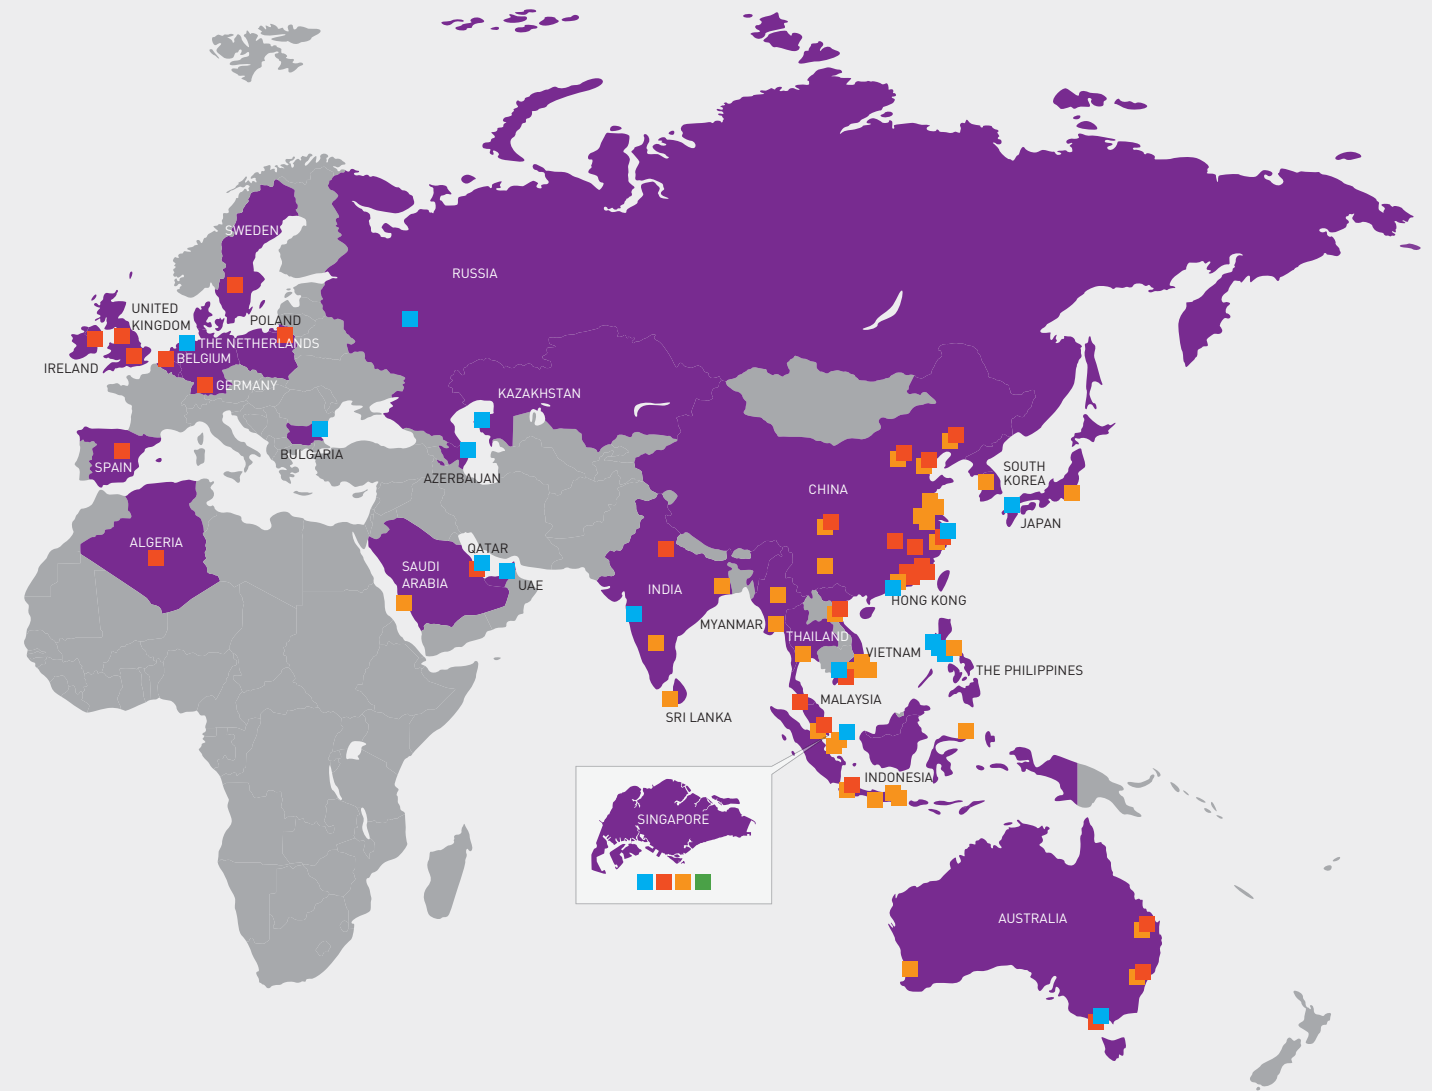 SWEDEN
RUSSIA
UNITED
KINGDOM
POLAND
THE NETHERLANDS
BELGIUM
IRELAND
GERMANY
KAZAKHSTAN
SPAIN
BULGARIA
AZERBAIJAN
CHINA
SOUTH
KOREA
JAPAN
ALGERIA
QATAR
SAUDI
ARABIA
UAE
INDIA
HONG KONG
MYANMAR
THAILAND
VIETNAM
THE PHILIPPINES
MALAYSIA
SRI LANKA
INDONESIA
SINGAPORE
AUSTRALIA